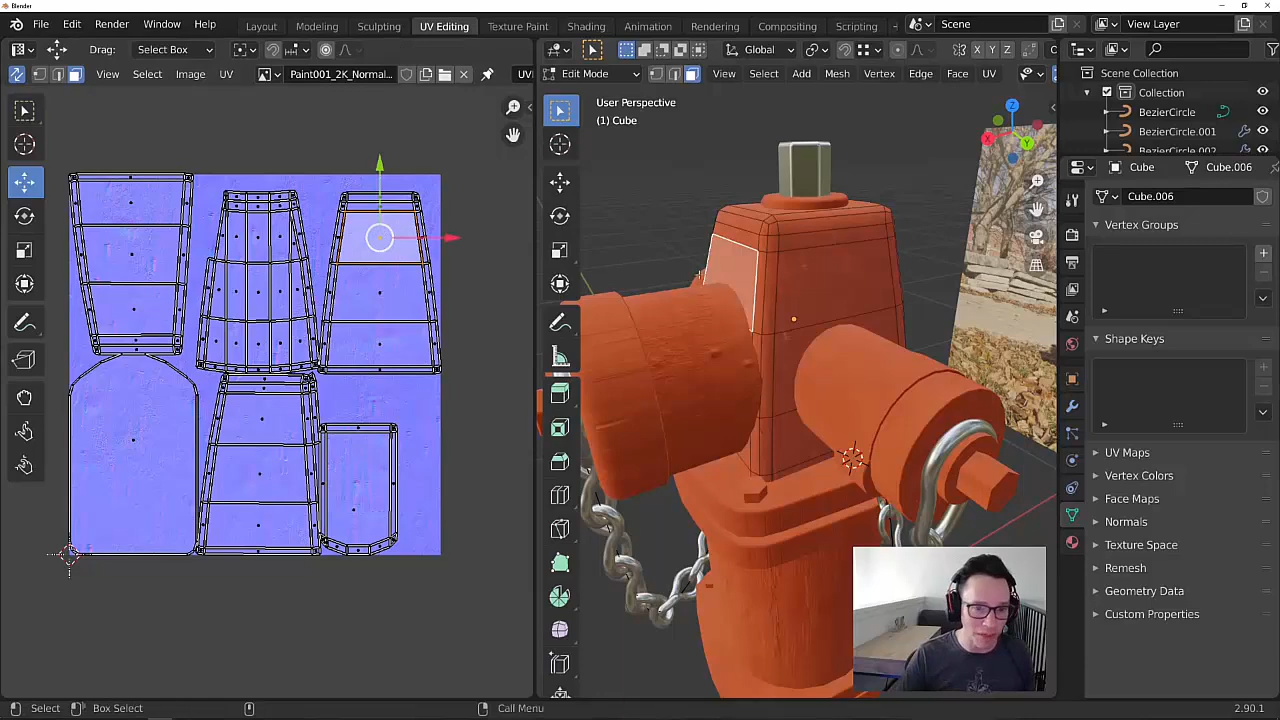 Blender
File Edit Render Window Help Layout Modeling Sculpting UV Editing Texture Paint Shading Animation Rendering Compositing Scripting Scene View Layer
Drag: Select Box Global
View Select Image UV Paint001_2K_Normal... UV Edit Mode View Select Add Mesh Vertex Edge Face UV
Scene Collection
Collection
BezierCircle
BezierCircle.001
BezierCircle.002
User Perspective
(1) Cube
X Y Z
Cube Cube.006
Cube.006
Vertex Groups
Shape Keys
UV Maps
Vertex Colors
Face Maps
Normals
Texture Space
Remesh
Geometry Data
Custom Properties
Select Box Select Call Menu 2.90.1